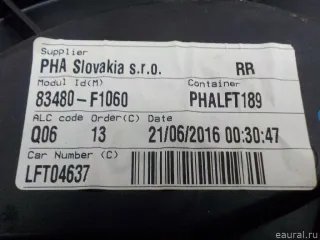 Supplier
PHA Slovakia s.r.o. RR
Modul Id(M) Container
83480-F1060 PHALFT189
ALC code Order(C) Date
Q06 13 21/06/2016 00:30:47
Car Number (C)
LFT04637
eaural.ru